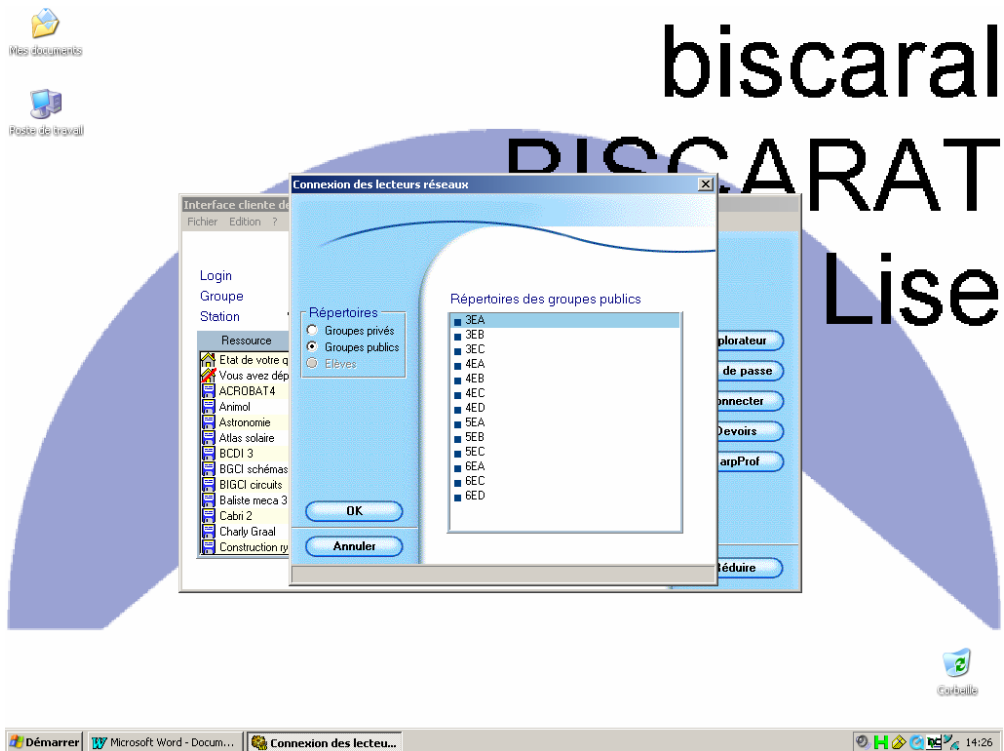 Mes documents
Poste de travail
biscaral
BISCARAT
Lise
Interface cliente de
Fichier Edition ?
Login
Groupe
Station
Ressource
Etat de votre q
Vous avez dép
ACROBAT4
Animol
Astronomie
Atlas solaire
BCDI 3
BGCI schémas
BIGCI circuits
Baliste meca 3
Cabri 2
Charly Graal
Construction ry
Connexion des lecteurs réseaux
Répertoires
Groupes privés
Groupes publics
Elèves
OK
Annuler
Répertoires des groupes publics
3EA
3EB
3EC
4EA
4EB
4EC
4ED
5EA
5EB
5EC
6EA
6EC
6ED
plorateur
de passe
onnecter
Devoirs
arpProf
Réduire
Corbeille
Démarrer
Microsoft Word - Docum...
Connexion des lecteu...
14:26